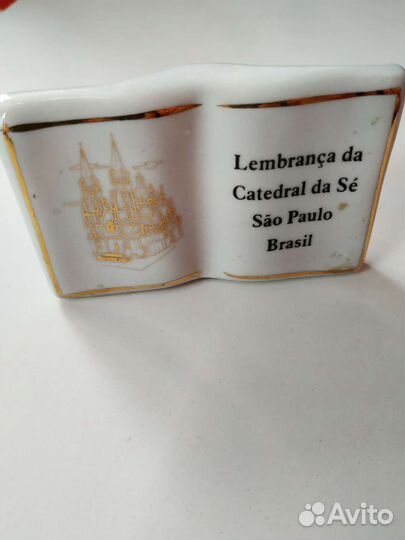 Lembrança da
Catedral da Sé
São Paulo
Brasil
Avito